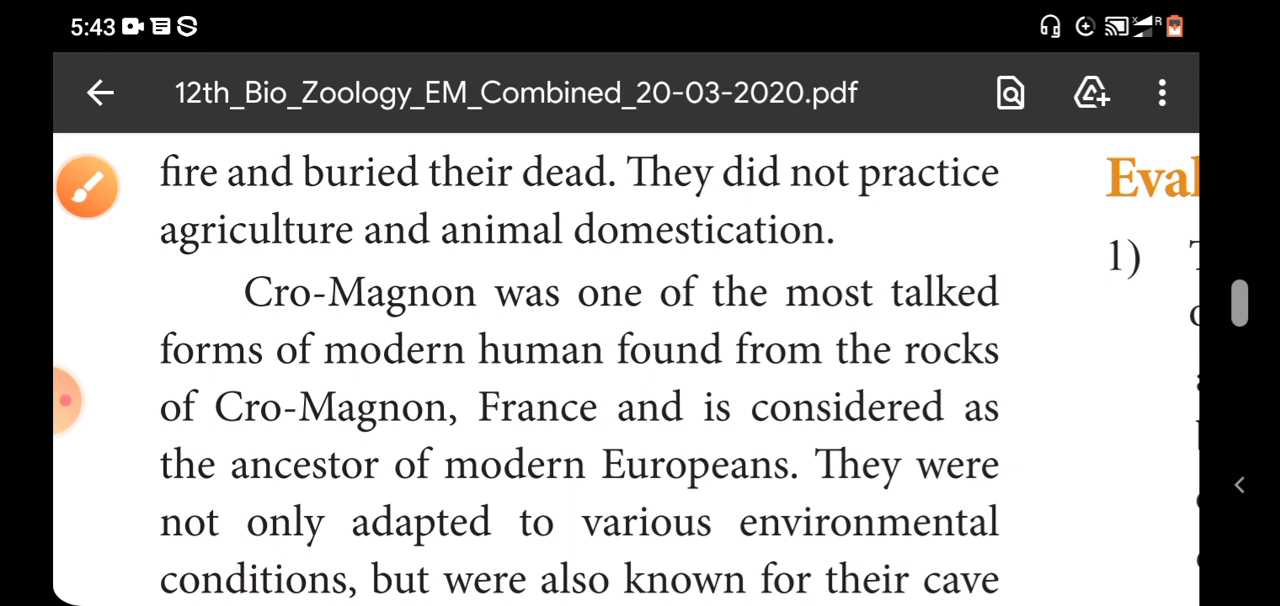 5:43
R
12th_Bio_Zoology_EM_Combined_20-03-2020.pdf
fire and buried their dead. They did not practice
agriculture and animal domestication.
Cro-Magnon was one of the most talked
forms of modern human found from the rocks
of Cro-Magnon, France and is considered as
the ancestor of modern Europeans. They were
not only adapted to various environmental
conditions, but were also known for their cave
Eval
1)